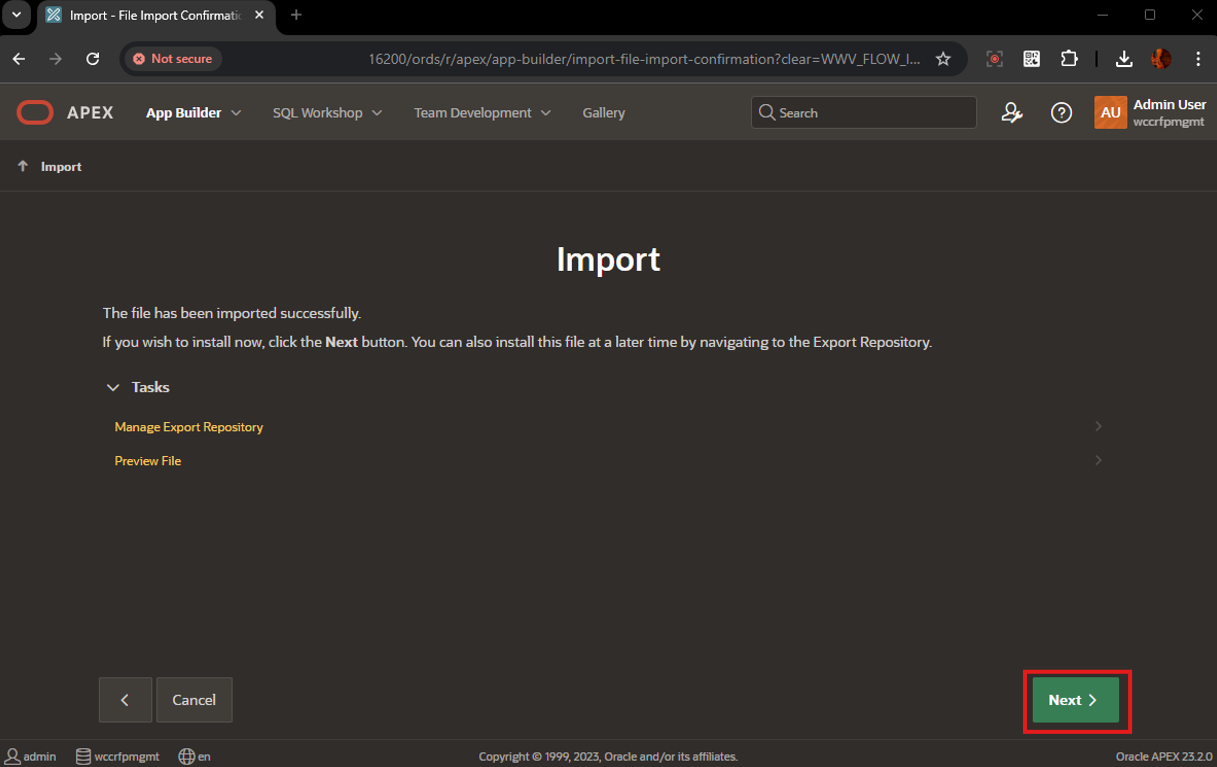 Import - File Import Confirmatic
Not secure
16200/ords/r/apex/app-builder/import-file-import-confirmation?clear=WWV_FLOW_I...
APEX App Builder SQL Workshop Team Development Gallery Search AU Admin User
wccrfpmgmt
Import
Import
The file has been imported successfully.
If you wish to install now, click the Next button. You can also install this file at a later time by navigating to the Export Repository.
Tasks
Manage Export Repository
Preview File
Cancel Next
admin wccrfpmgmt en Copyright © 1999, 2023, Oracle and/or its affiliates. Oracle APEX 23.2.0